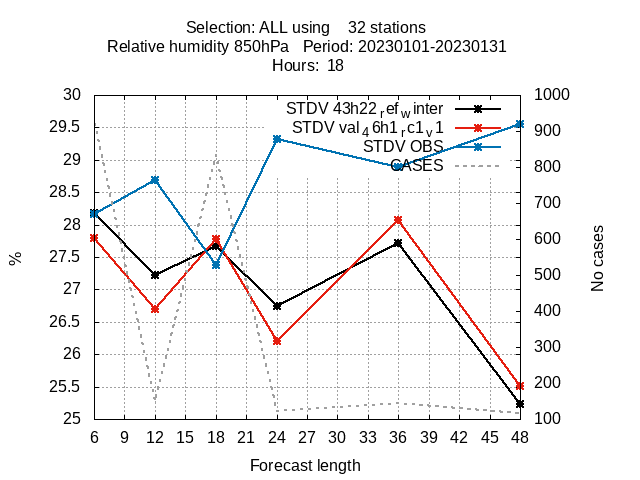 Selection: ALL using 32 stations
Relative humidity 850hPa Period: 20230101-20230131
Hours: 18
STDV 43h22ref_winter
STDV val46h1rc1v1
STDV OBS
CASES
30
29.5
29
28.5
28
27.5
27
26.5
26
25.5
25
1000
900
800
700
600
500
400
300
200
100
%
No cases
6 9 12 15 18 21 24 27 30 33 36 39 42 45 48
Forecast length